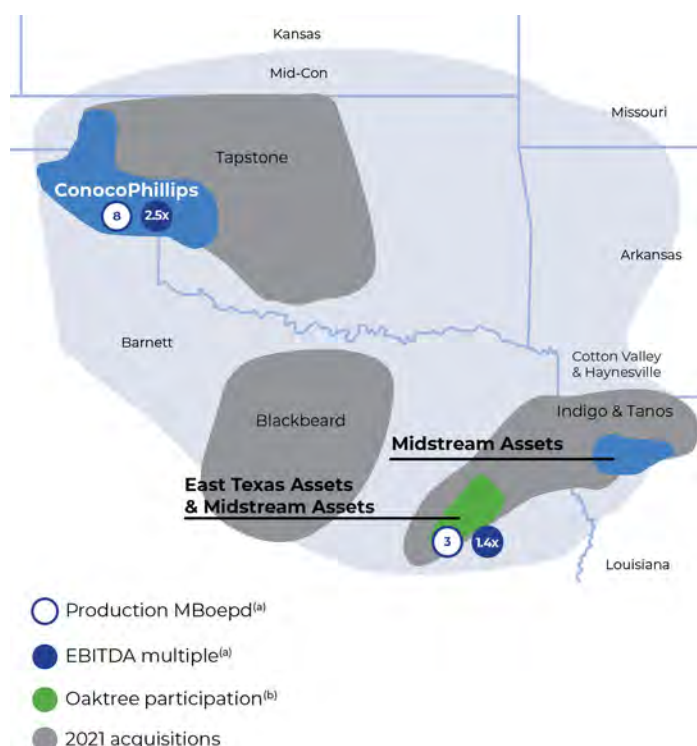 Kansas
Mid-Con
Missouri
Tapstone
ConocoPhillips
8
2.5x
Arkansas
Barnett
Cotton Valley
& Haynesville
Blackbeard
Indigo & Tanos
Midstream Assets
East Texas Assets
& Midstream Assets
3
1.4x
Louisiana
Production MBoepd(a)
EBITDA multiple(a)
Oaktree participation(b)
2021 acquisitions